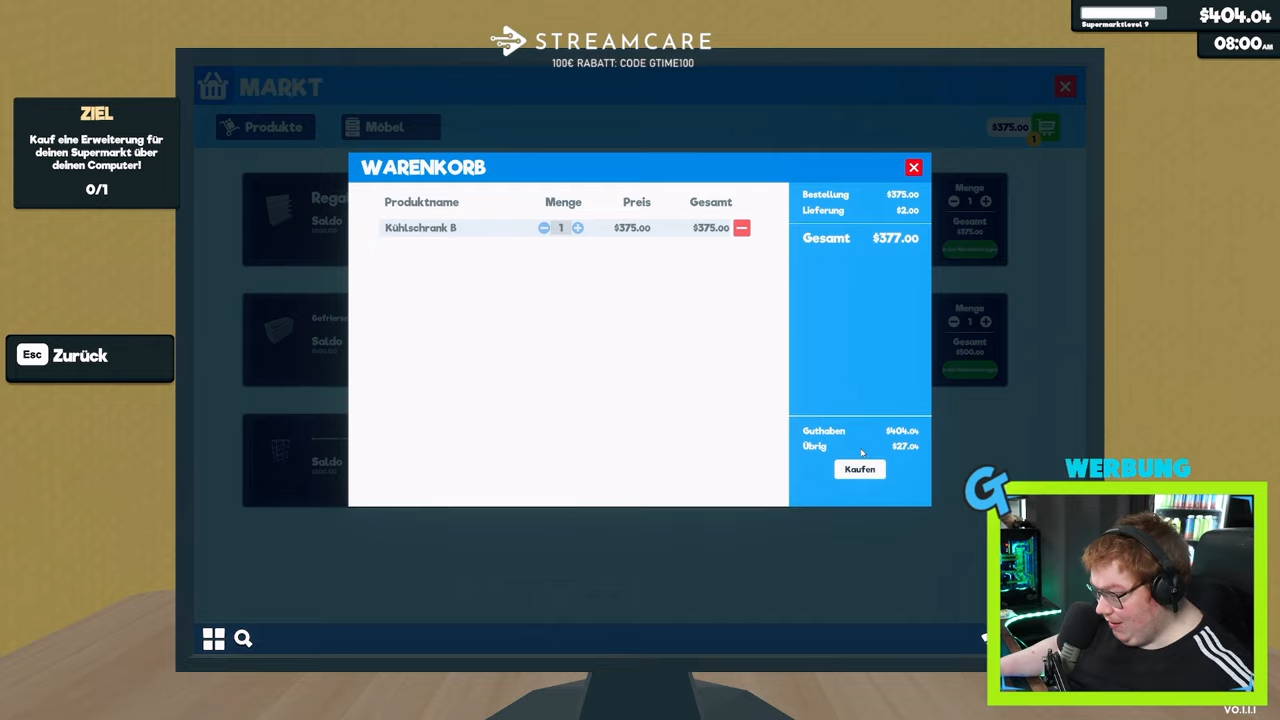 STREAMCARE
100€ RABATT: CODE GTIME100
Supermarktlevel 9
$404.04
08:00AM
MARKT
Produkte
Möbel
$375.00
1
ZIEL
Kauf eine Erweiterung für
deinen Supermarkt über
deinen Computer!
0/1
Esc Zurück
WARENKORB
Produktname Menge Preis Gesamt
Kühlschrank B 1 $375.00 $375.00
Bestellung $375.00
Lieferung $2.00
Gesamt $377.00
Guthaben $404.04
Übrig $27.04
Kaufen
Saldo
Menge
1
Gesamt
$375.00
Saldo
Menge
1
Gesamt
$500.00
Saldo
WERBUNG
GT
V0.1.1.1